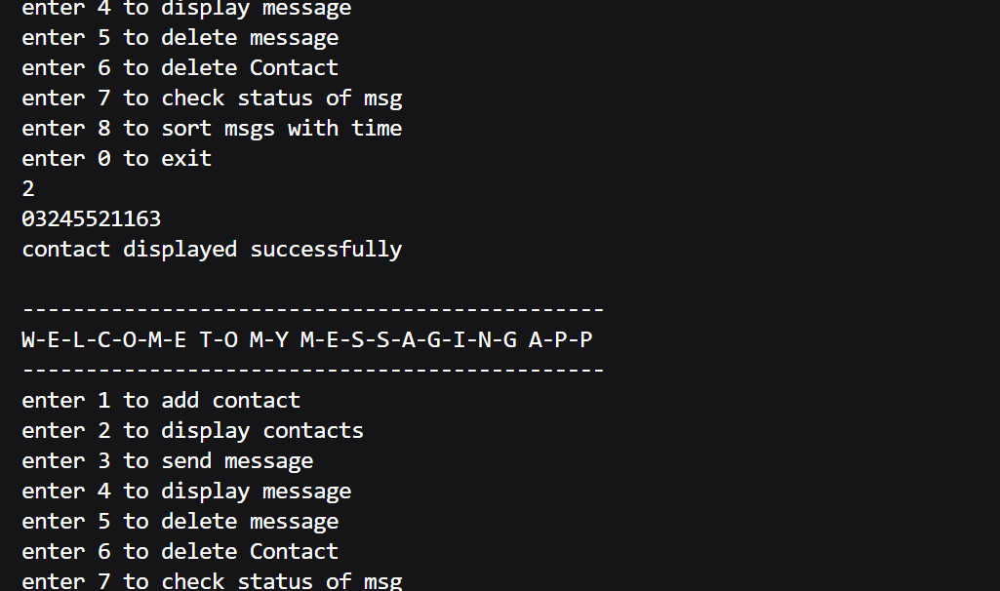 enter 4 to display message
enter 5 to delete message
enter 6 to delete Contact
enter 7 to check status of msg
enter 8 to sort msgs with time
enter 0 to exit
2
03245521163
contact displayed successfully
----------------------------------------------
W-E-L-C-O-M-E T-O M-Y M-E-S-S-A-G-I-N-G A-P-P
----------------------------------------------
enter 1 to add contact
enter 2 to display contacts
enter 3 to send message
enter 4 to display message
enter 5 to delete message
enter 6 to delete Contact
enter 7 to check status of msg